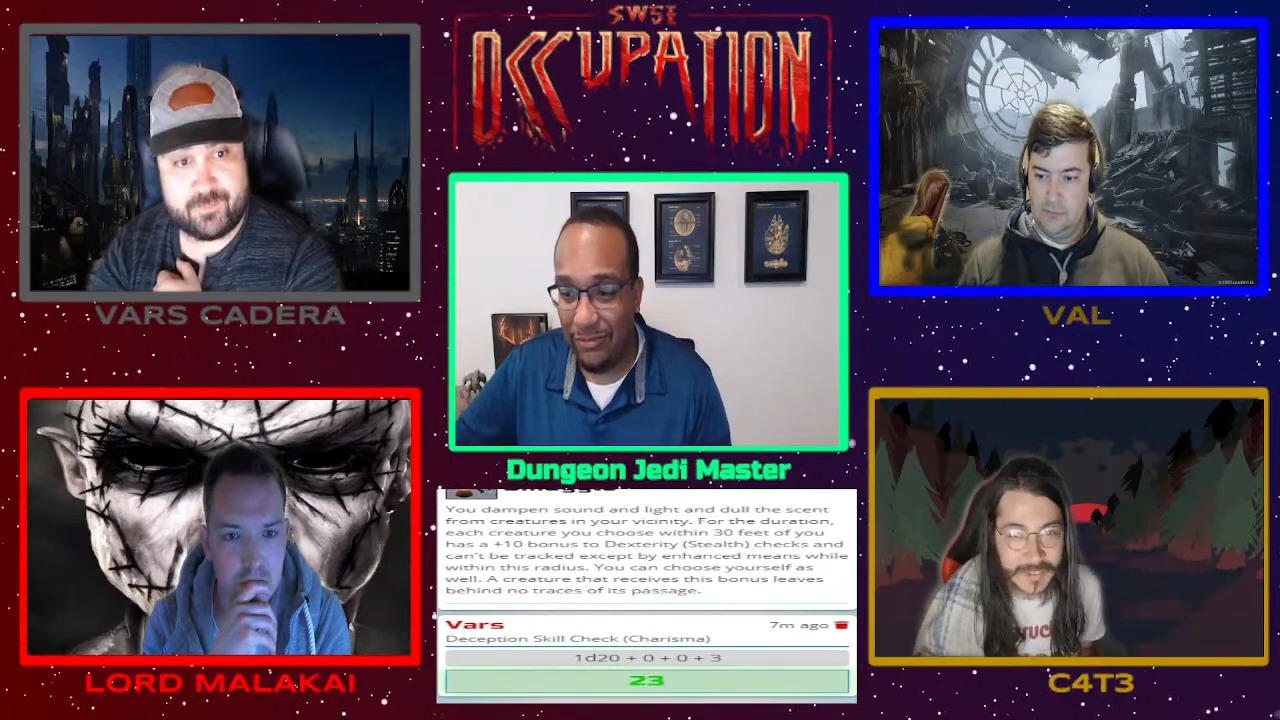 SW5E
OCCUPATION
VARS CADERA
VAL
Dungeon Jedi Master
You dampen sound and light and dull the scent
from creatures in your vicinity. For the duration,
each creature you choose within 30 feet of you
has a +10 bonus to Dexterity (Stealth) checks and
can't be tracked except by enhanced means while
within this radius. You can choose yourself as
well. A creature that receives this bonus leaves
behind no traces of its passage.
Vars 7m ago
Deception Skill Check (Charisma)
1d20 + 0 + 0 + 3
23
LORD MALAKAI
C4T3